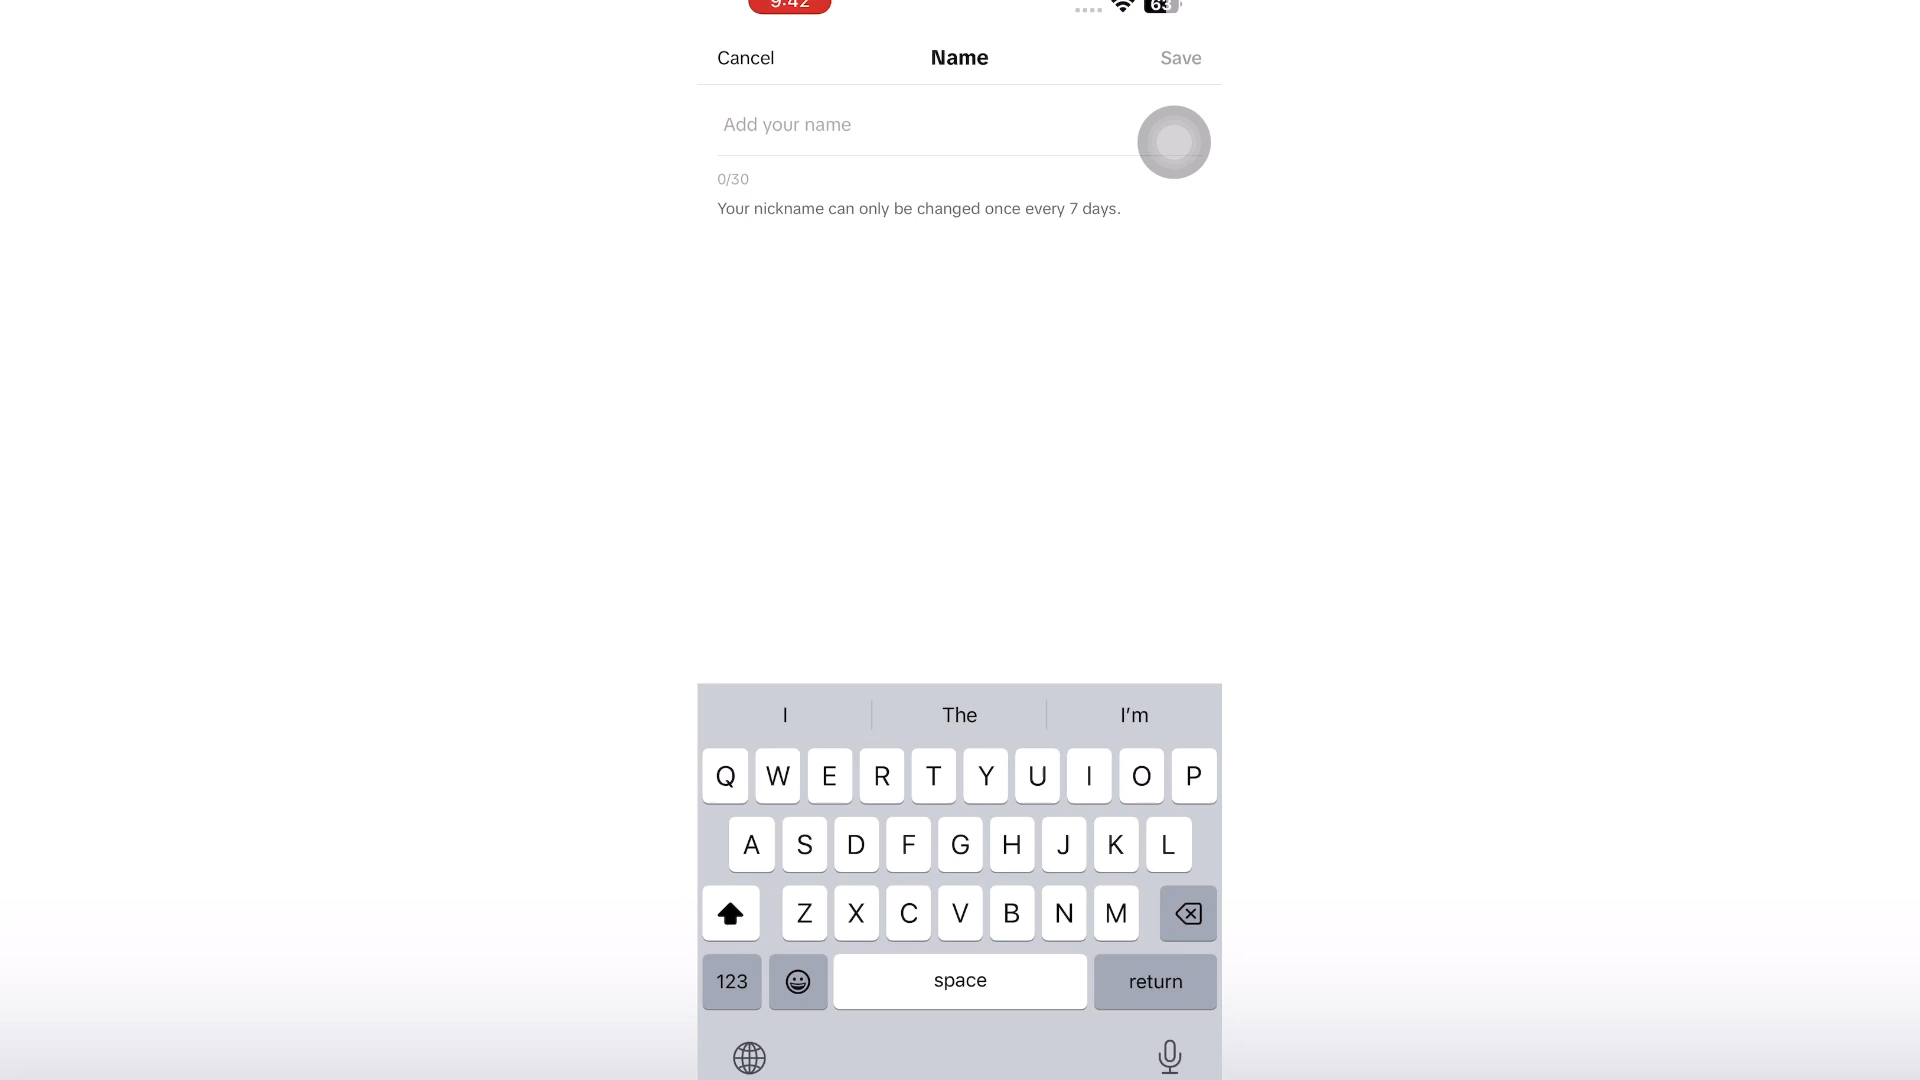 9:42
63
Cancel
Name
Save
Add your name
0/30
Your nickname can only be changed once every 7 days.
I
The
I'm
Q W E R T Y U I O P
A S D F G H J K L
Z X C V B N M
123
space
return